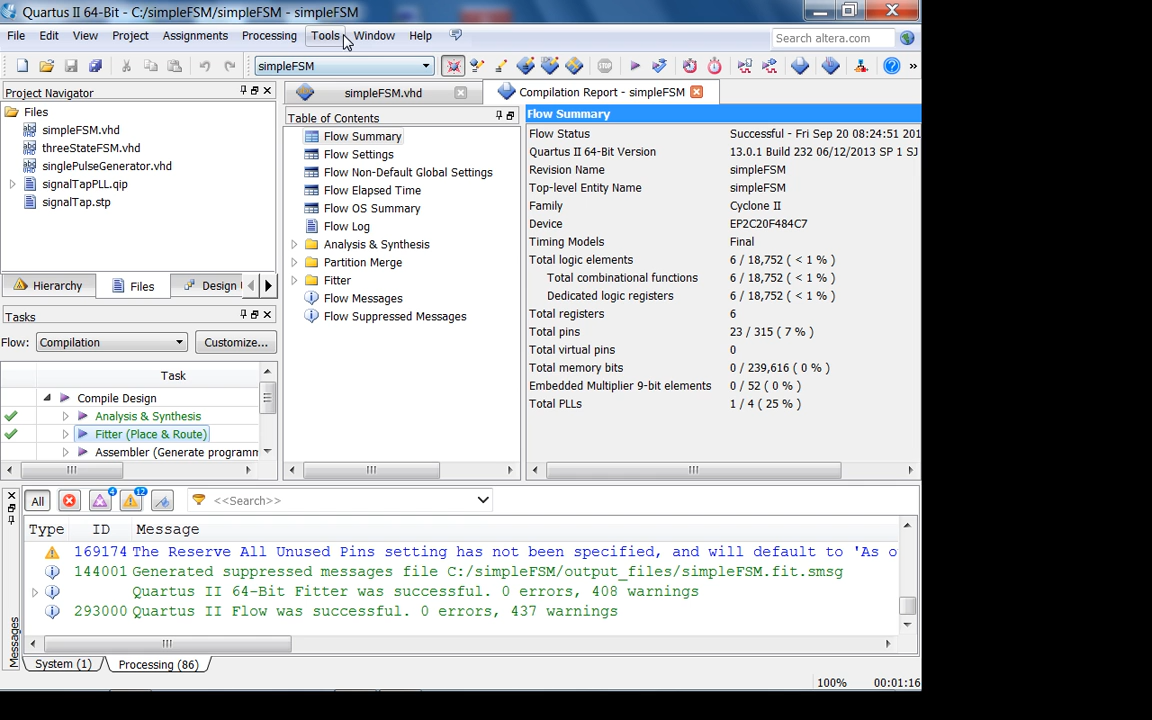 Quartus II 64-Bit - C:/simpleFSM/simpleFSM - simpleFSM
File Edit View Project Assignments Processing Tools Window Help
Search altera.com
simpleFSM
Project Navigator
Files
simpleFSM.vhd
threeStateFSM.vhd
singlePulseGenerator.vhd
signalTapPLL.qip
signalTap.stp
Hierarchy Files Design
Tasks
Flow: Compilation Customize...
Task
Compile Design
Analysis & Synthesis
Fitter (Place & Route)
Assembler (Generate programm
simpleFSM.vhd
Compilation Report - simpleFSM
Table of Contents
Flow Summary
Flow Settings
Flow Non-Default Global Settings
Flow Elapsed Time
Flow OS Summary
Flow Log
Analysis & Synthesis
Partition Merge
Fitter
Flow Messages
Flow Suppressed Messages
Flow Summary
Flow Status Successful - Fri Sep 20 08:24:51 201
Quartus II 64-Bit Version 13.0.1 Build 232 06/12/2013 SP 1 SJ
Revision Name simpleFSM
Top-level Entity Name simpleFSM
Family Cyclone II
Device EP2C20F484C7
Timing Models Final
Total logic elements 6 / 18,752 ( < 1 % )
Total combinational functions 6 / 18,752 ( < 1 % )
Dedicated logic registers 6 / 18,752 ( < 1 % )
Total registers 6
Total pins 23 / 315 ( 7 % )
Total virtual pins 0
Total memory bits 0 / 239,616 ( 0 % )
Embedded Multiplier 9-bit elements 0 / 52 ( 0 % )
Total PLLs 1 / 4 ( 25 % )
All 4 12 <<Search>>
Type ID Message
169174 The Reserve All Unused Pins setting has not been specified, and will default to 'As o
144001 Generated suppressed messages file C:/simpleFSM/output_files/simpleFSM.fit.smsg
Quartus II 64-Bit Fitter was successful. 0 errors, 408 warnings
293000 Quartus II Flow was successful. 0 errors, 437 warnings
Messages
System (1) Processing (86)
100% 00:01:16